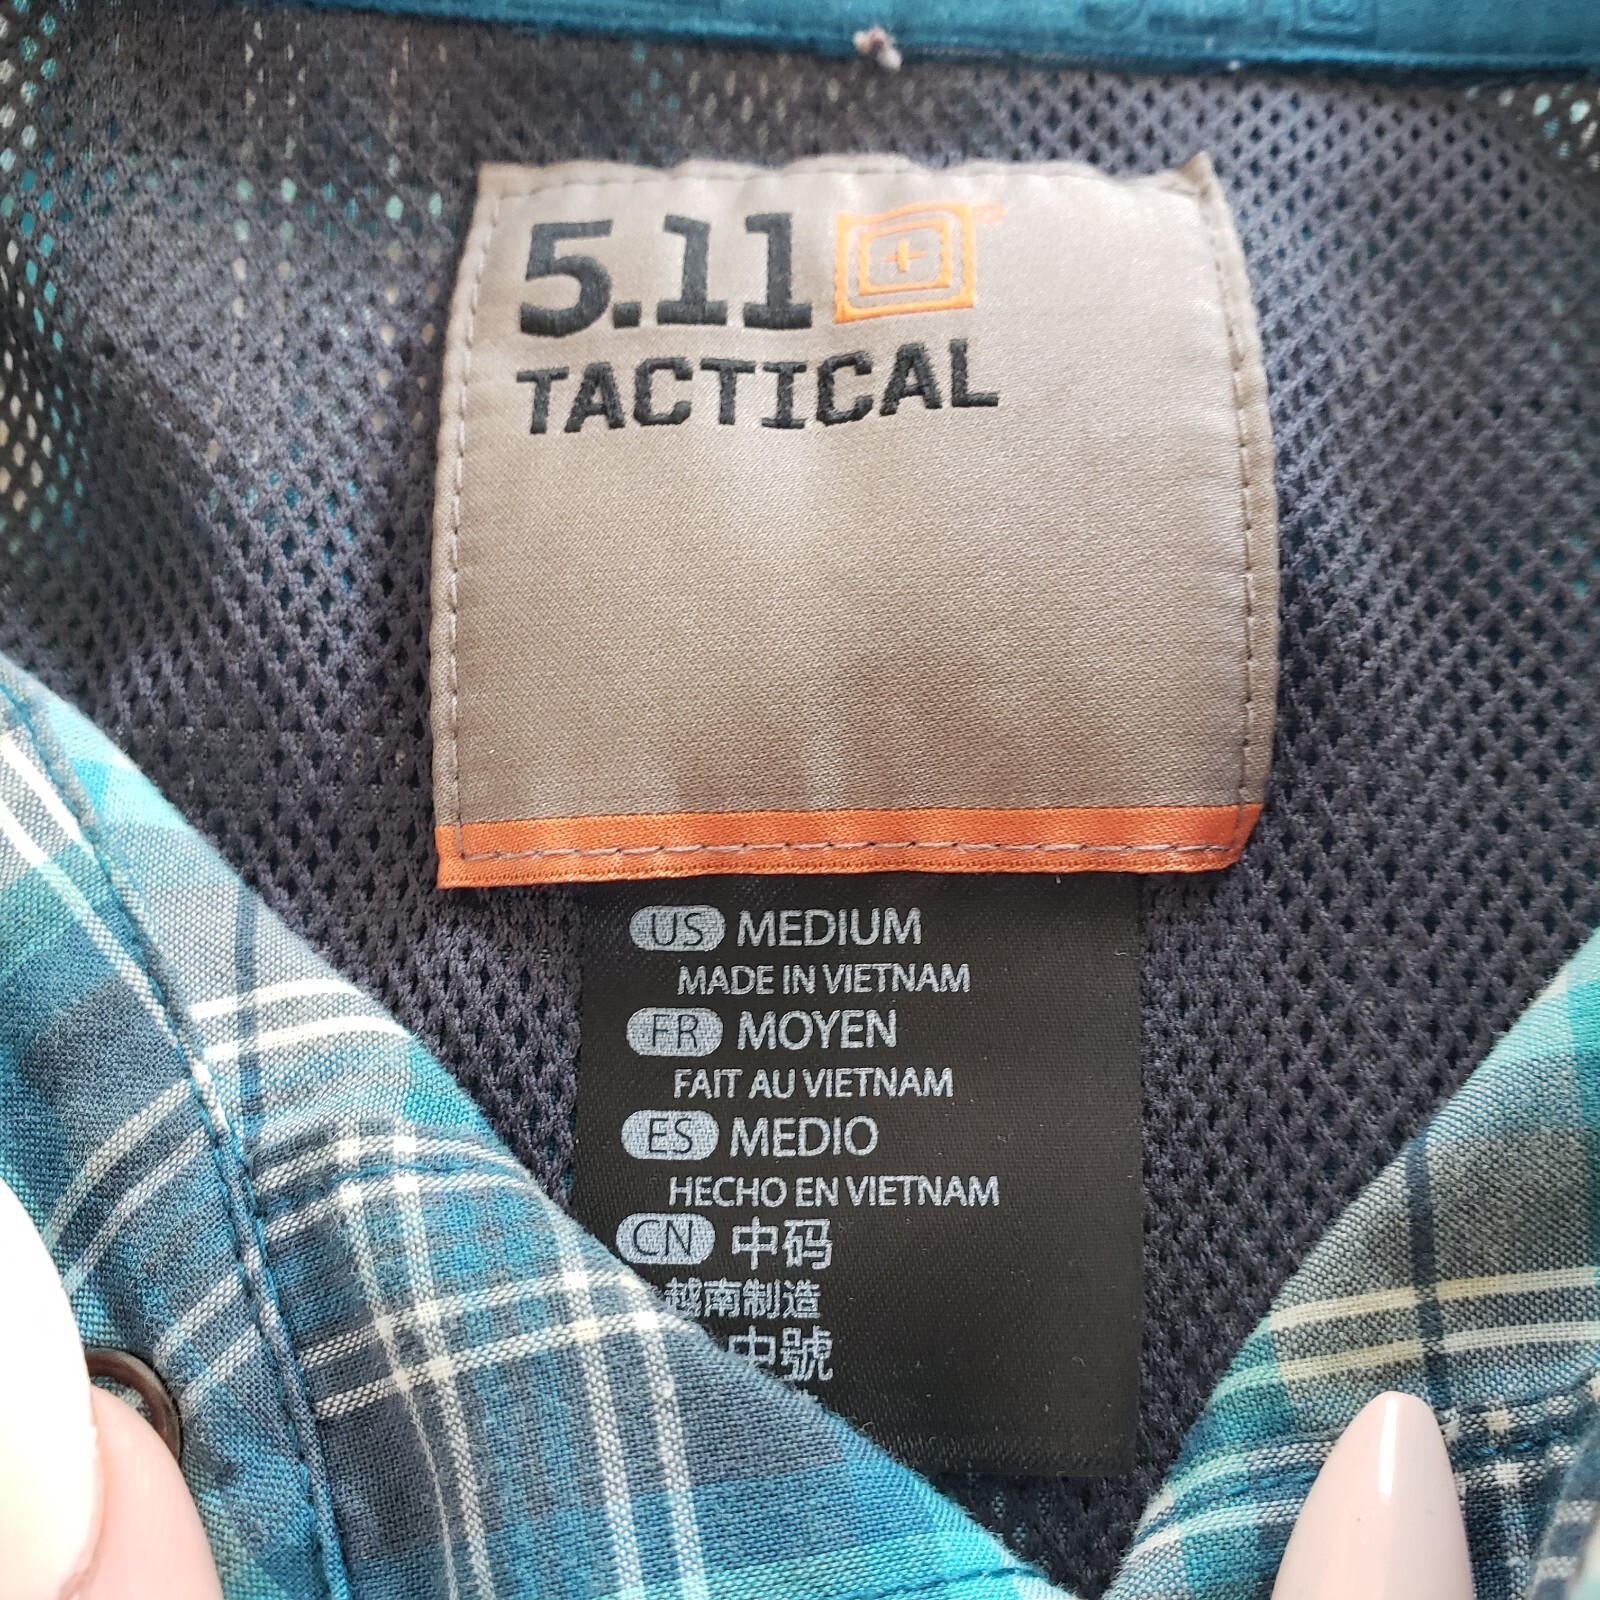 5.11
TACTICAL
US MEDIUM
MADE IN VIETNAM
FR MOYEN
FAIT AU VIETNAM
ES MEDIO
HECHO EN VIETNAM
CN 中码
越南制造
中號